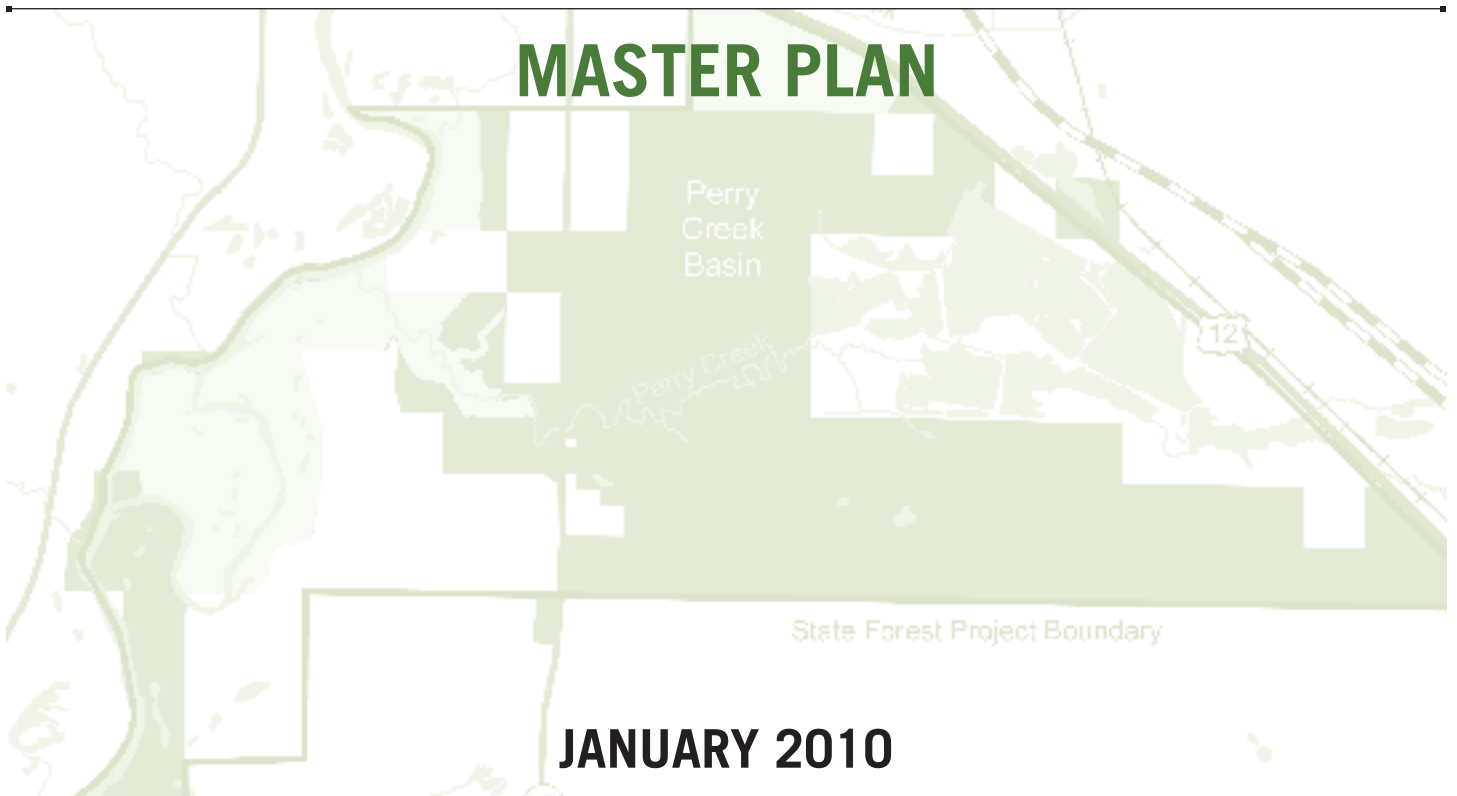 MASTER PLAN
Perry
Creek
Basin
12
Perry Creek
State Forest Project Boundary
JANUARY 2010